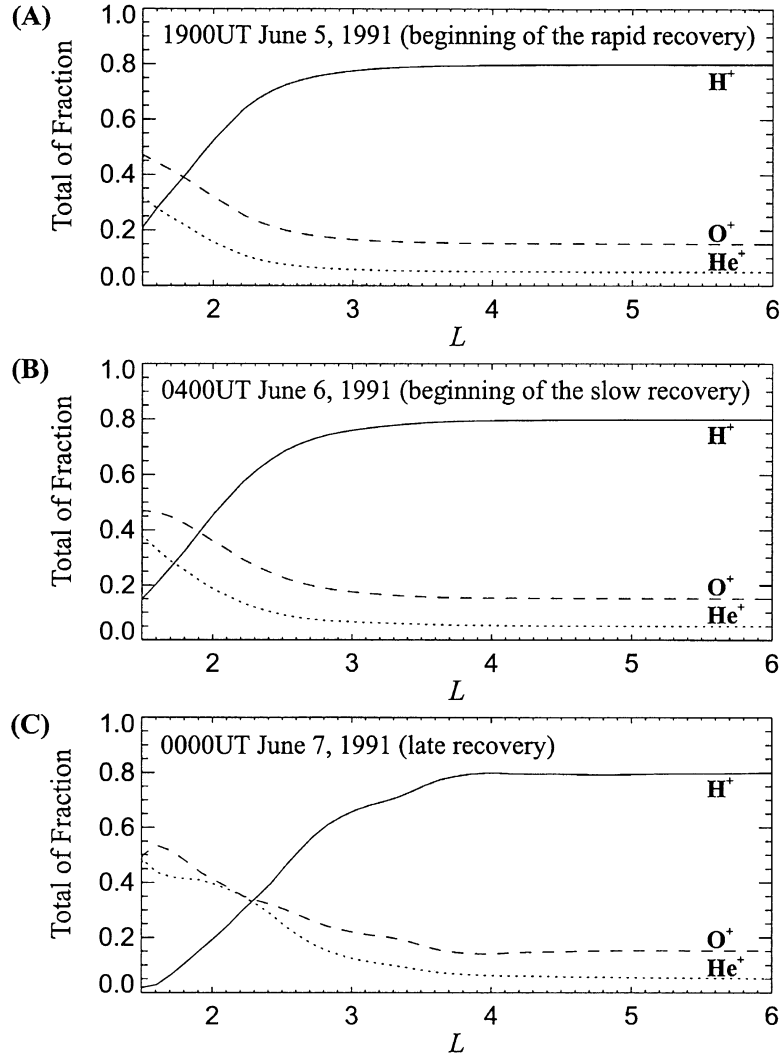 (A)
1900UT June 5, 1991 (beginning of the rapid recovery)
Total of Fraction
1.0
0.8
0.6
0.4
0.2
0.0
H+
O+
He+
2 3 4 5 6
L
(B)
0400UT June 6, 1991 (beginning of the slow recovery)
Total of Fraction
1.0
0.8
0.6
0.4
0.2
0.0
H+
O+
He+
2 3 4 5 6
L
(C)
0000UT June 7, 1991 (late recovery)
Total of Fraction
1.0
0.8
0.6
0.4
0.2
0.0
H+
O+
He+
2 3 4 5 6
L